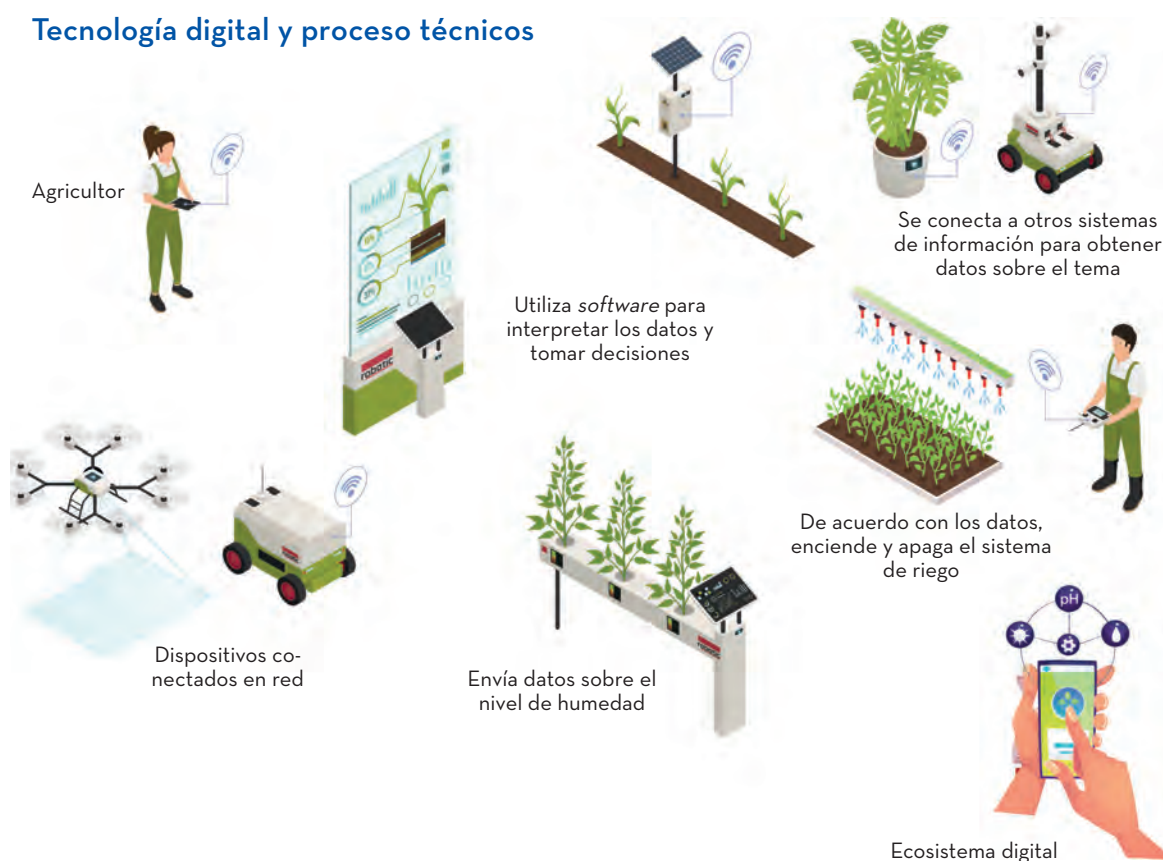 Tecnología digital y proceso técnicos
Agricultor
Se conecta a otros sistemas
de información para obtener
datos sobre el tema
Utiliza software para
interpretar los datos y
tomar decisiones
robotic
De acuerdo con los datos,
enciende y apaga el sistema
de riego
Dispositivos co-
nectados en red
Envía datos sobre el
nivel de humedad
robotic
pH
Ecosistema digital